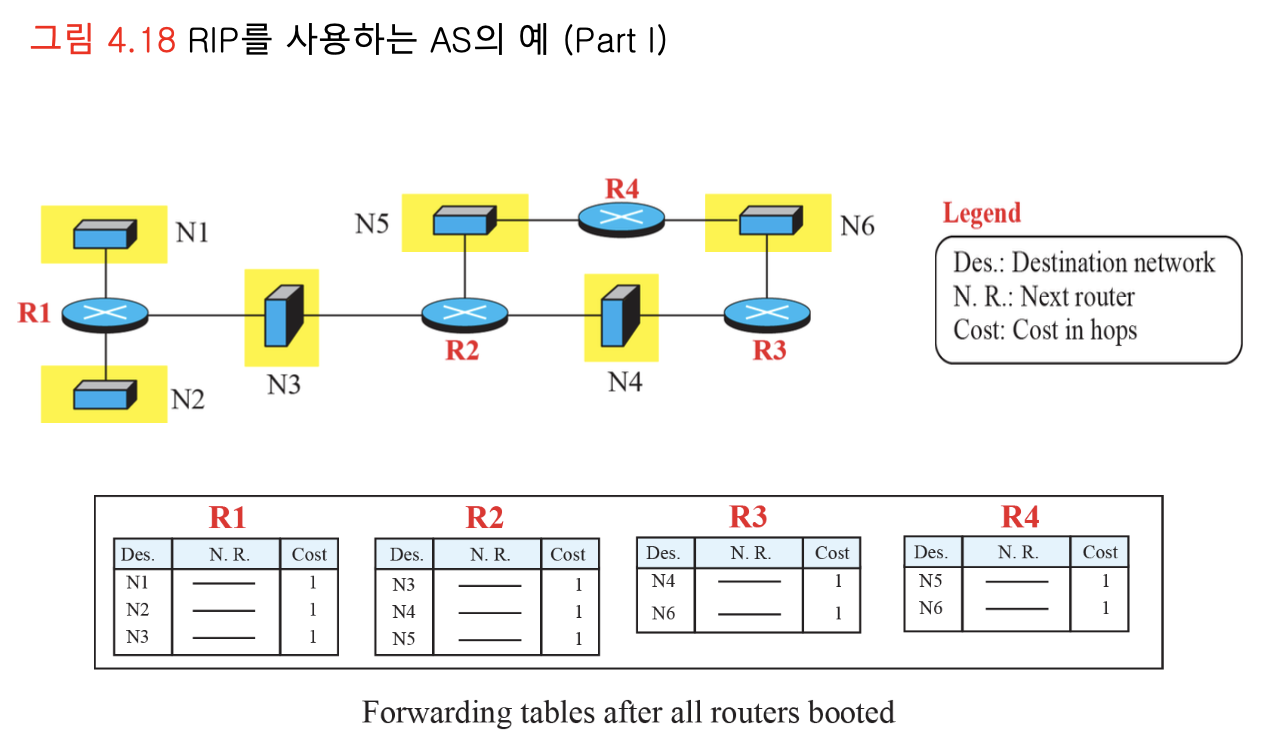 그림 4.18 RIP를 사용하는 AS의 예 (Part I)
R4
N1
N5
N6
Legend
Des.: Destination network
N. R.: Next router
Cost: Cost in hops
R1
R2
R3
N3
N4
N2
R1 R2 R3 R4
Des. N. R. Cost Des. N. R. Cost Des. N. R. Cost Des. N. R. Cost
N1 —— 1 N3 —— 1 N4 —— 1 N5 —— 1
N2 —— 1 N4 —— 1 N6 —— 1 N6 —— 1
N3 —— 1 N5 —— 1
Forwarding tables after all routers booted